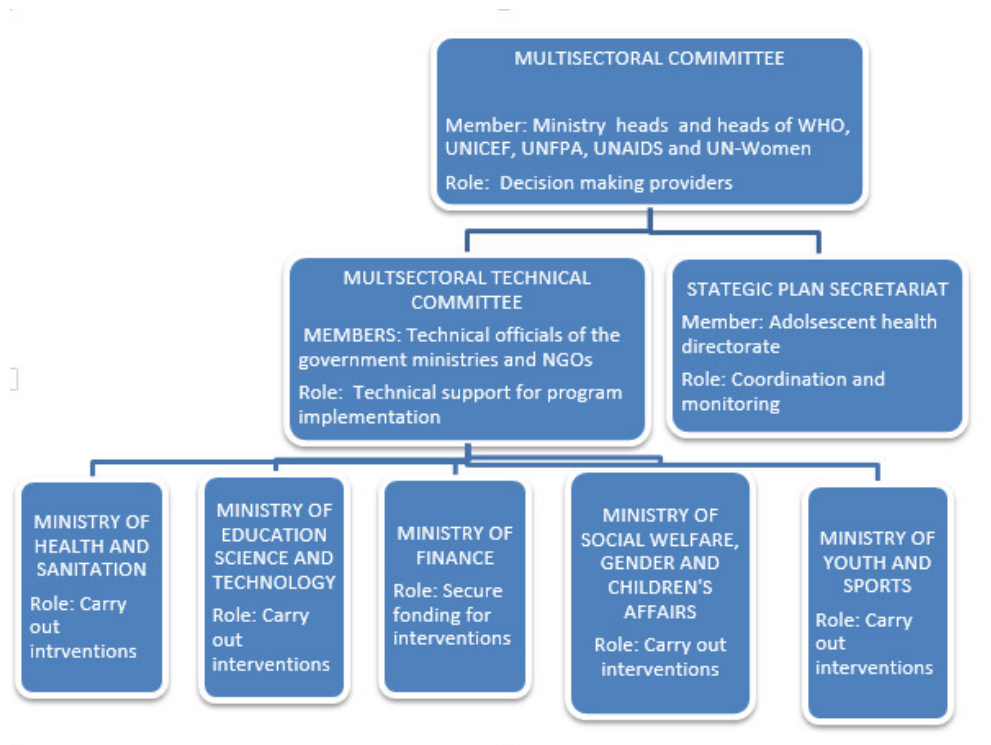 MULTISECTORAL COMIMITTEE
Member: Ministry heads and heads of WHO,
UNICEF, UNFPA, UNAIDS and UN-Women
Role: Decision making providers
MULTSECTORAL TECHNICAL
COMMITTEE
MEMBERS: Technical officials of the
government ministries and NGOs
Role: Technical support for program
implementation
STATEGIC PLAN SECRETARIAT
Member: Adolsescent health
directorate
Role: Coordination and
monitoring
MINISTRY OF
HEALTH AND
SANITATION
Role: Carry
out
intrventions
MINISTRY OF
EDUCATION
SCIENCE AND
TECHNOLOGY
Role: Carry
out
interventions
MINISTRY OF
FINANCE
Role: Secure
fonding for
interventions
MINISTRY OF
SOCIAL WELFARE,
GENDER AND
CHILDREN'S
AFFAIRS
Role: Carry out
interventions
MINISTRY OF
YOUTH AND
SPORTS
Role: Carry
out
interventions